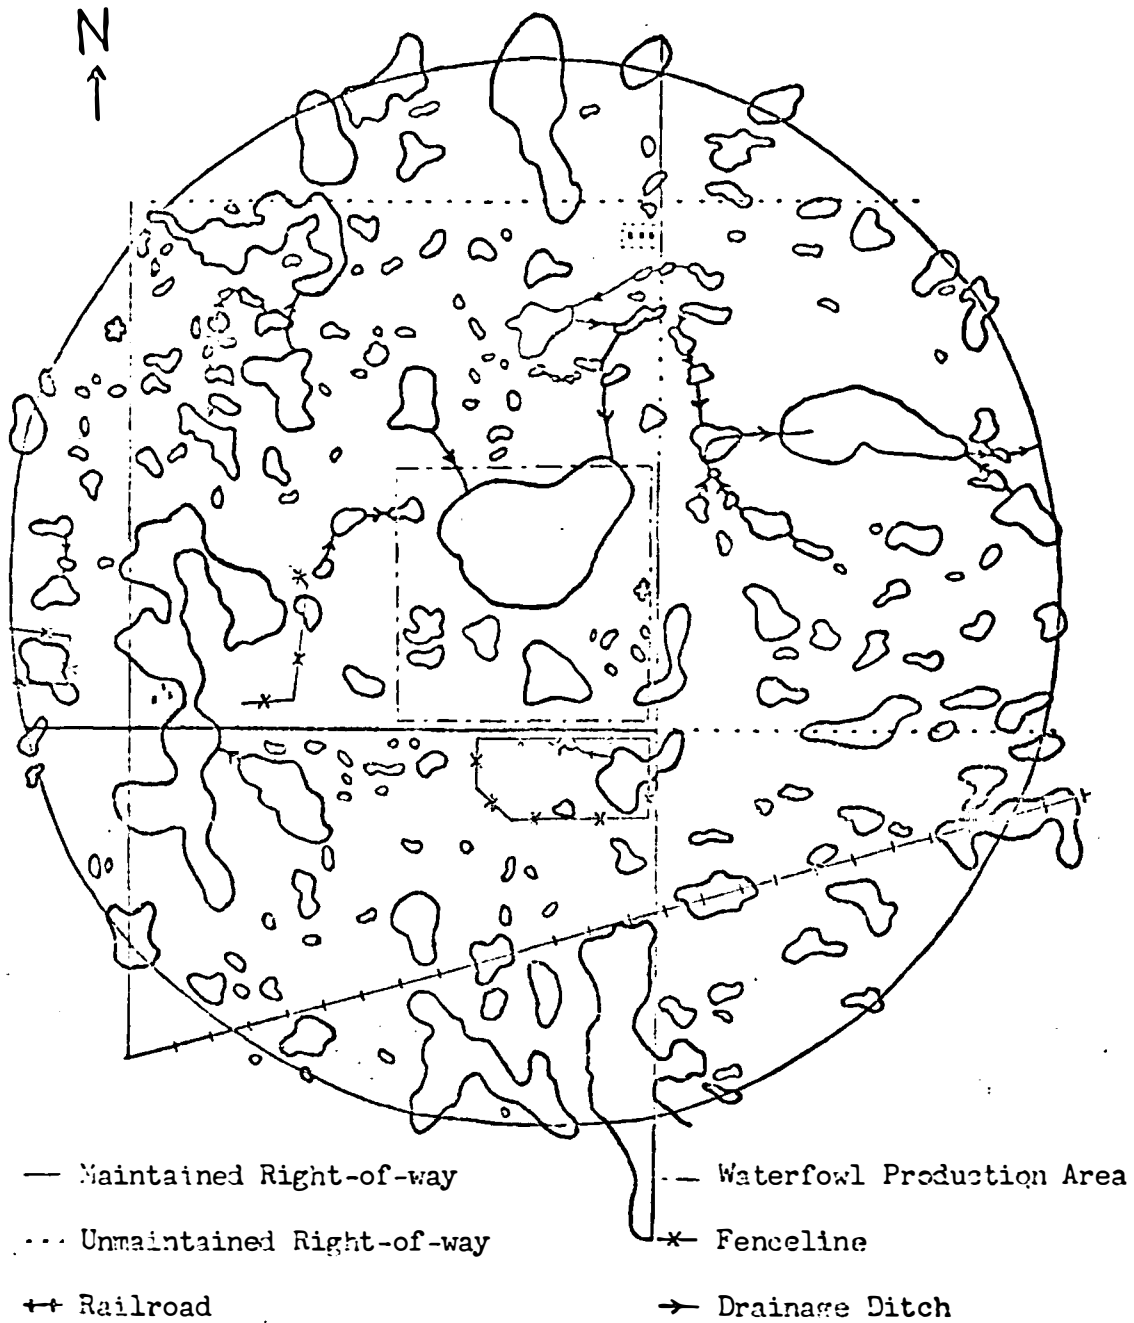 N
Maintained Right-of-way
Waterfowl Production Area
Unmaintained Right-of-way
Fenceline
Railroad
Drainage Ditch